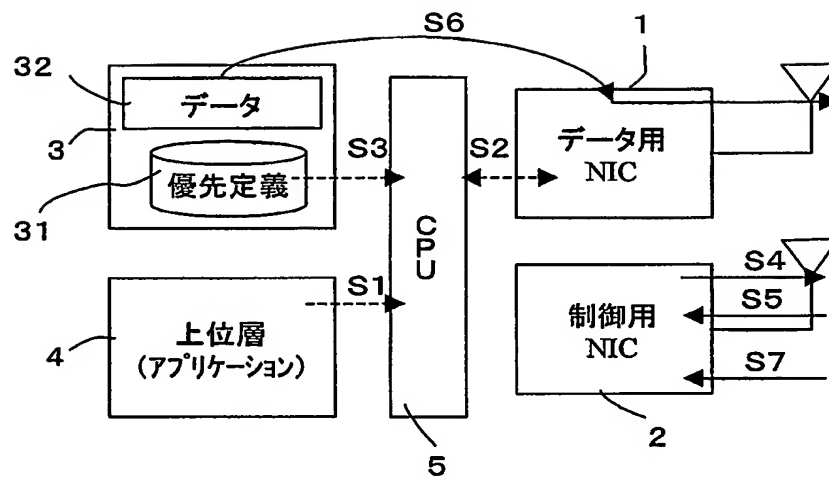 S6
1
32
データ
3
S3
S2
データ用
NIC
優先定義
31
CPU
S4
S1
S5
制御用
NIC
4
上位層
(アプリケーション)
S7
5
2